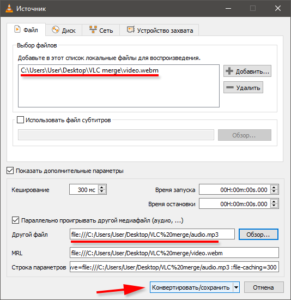 Источник
Файл
Диск
Сеть
Устройство захвата
Выбор файлов
Добавьте в этот список локальные файлы для воспроизведения.
C:\Users\User\Desktop\VLC merge\video.webm
Добавить...
Удалить
Использовать файл субтитров
Обзор...
Показать дополнительные параметры
Кеширование
300 мс
Время запуска
00H:00m:00s.000
Время остановки
00H:00m:00s.000
Параллельно проигрывать другой медиафайл (аудио, ...)
Другой файл
file:///C:/Users/User/Desktop/VLC%20merge/audio.mp3
Обзор...
MRL
file:///C:/Users/User/Desktop/VLC%20merge/video.webm
Строка параметров
ve=file:///C:/Users/User/Desktop/VLC%20merge/audio.mp3 :file-caching=300
Конвертировать/сохранить
Отмена